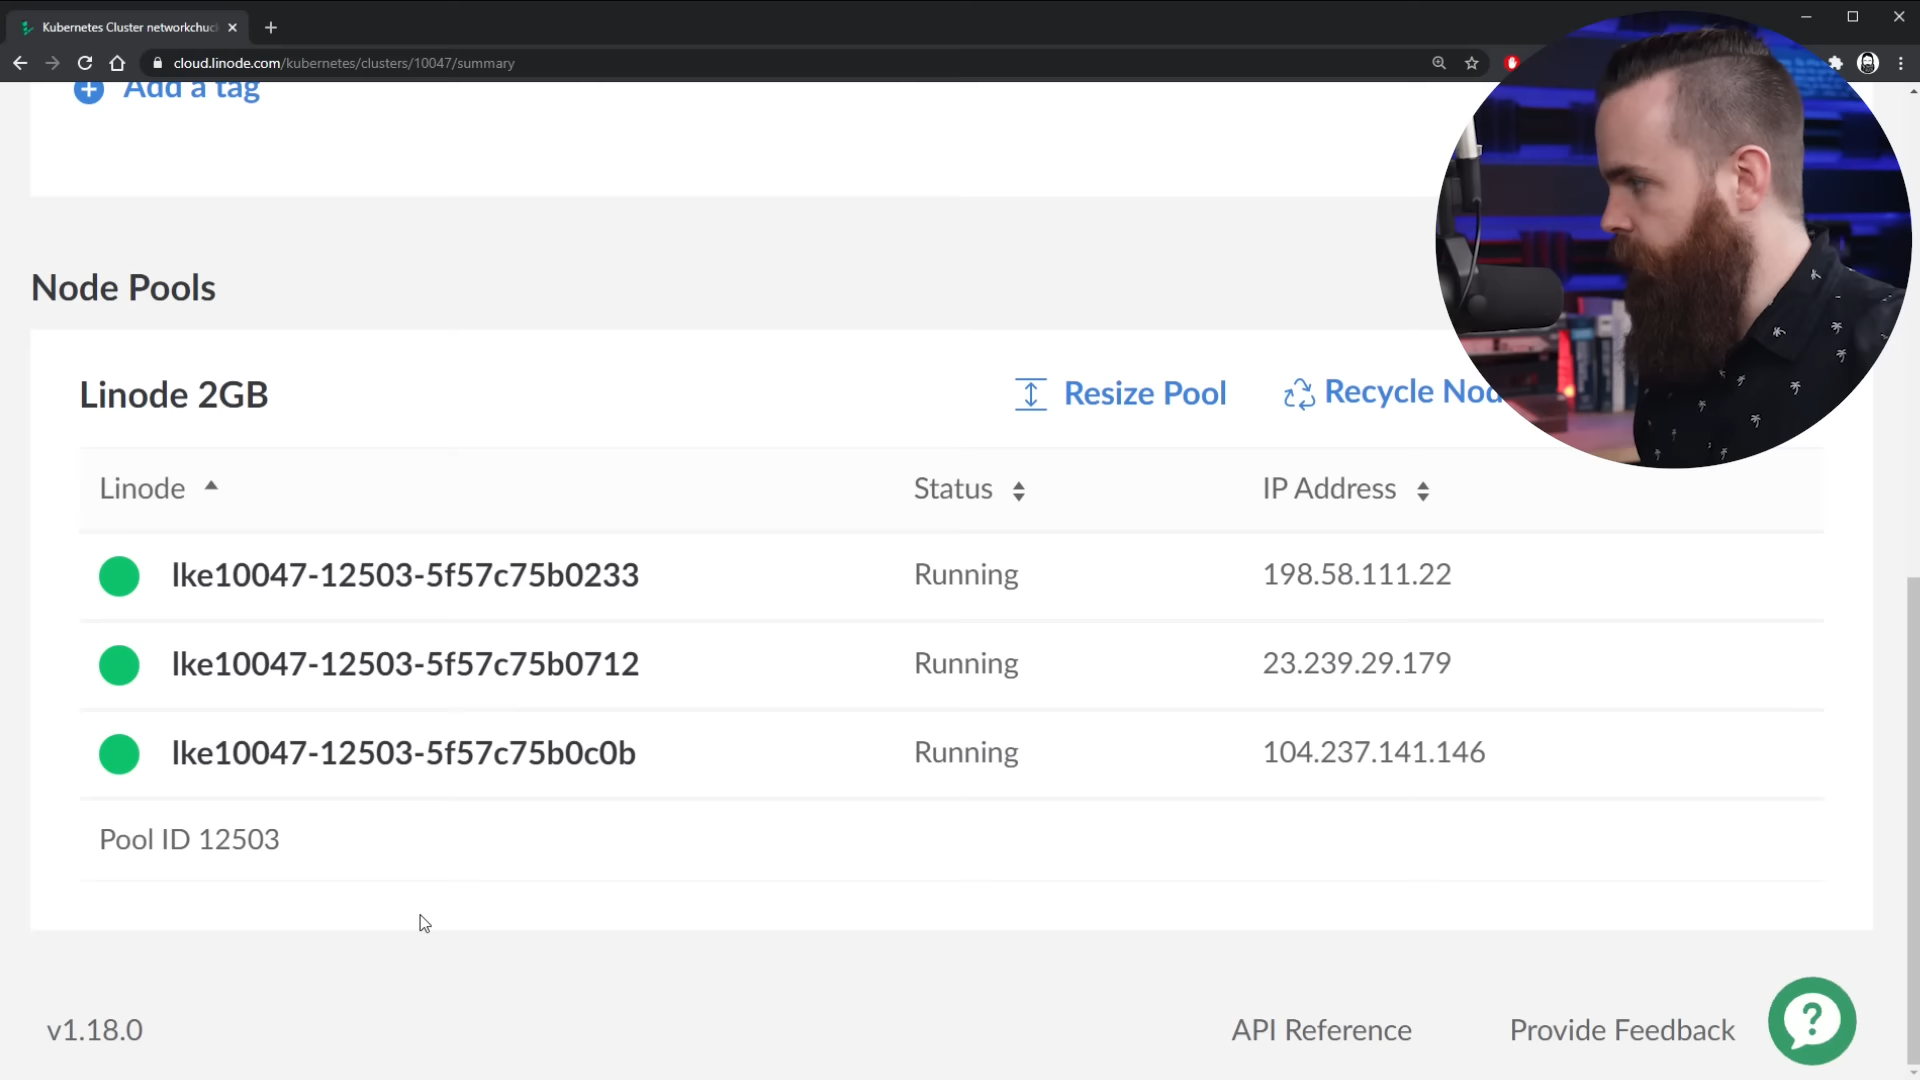 Kubernetes Cluster networkchuc
cloud.linode.com/kubernetes/clusters/10047/summary
Add a tag
Node Pools
Linode 2GB
Resize Pool
Recycle Nod
Linode
Status
IP Address
lke10047-12503-5f57c75b0233
Running
198.58.111.22
lke10047-12503-5f57c75b0712
Running
23.239.29.179
lke10047-12503-5f57c75b0c0b
Running
104.237.141.146
Pool ID 12503
v1.18.0
API Reference
Provide Feedback
?